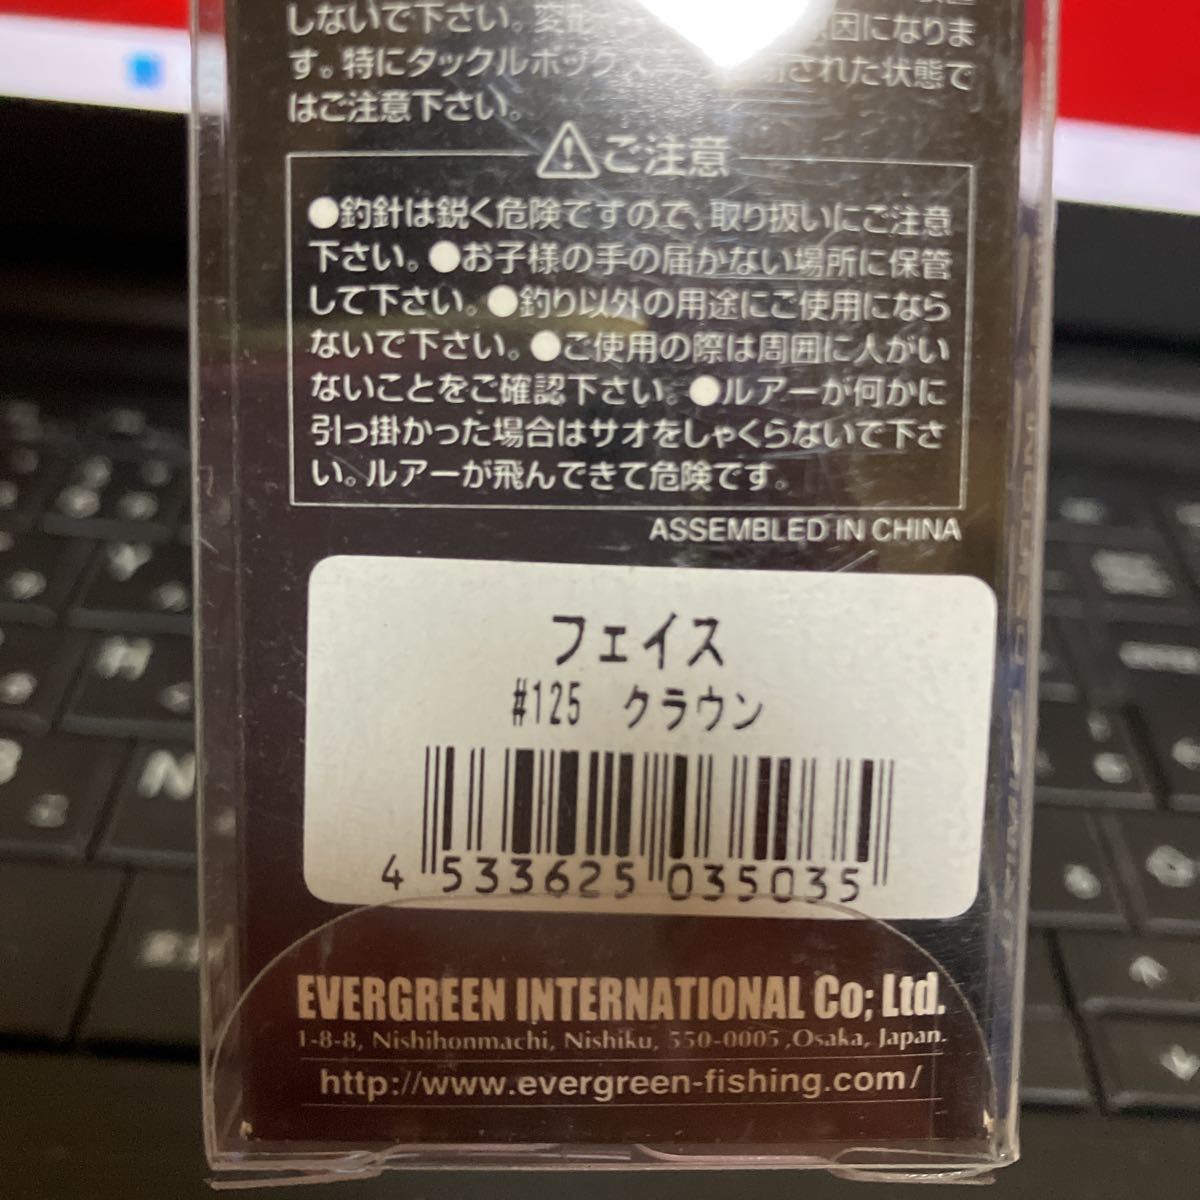 しないで下さい。変形 因になりま
す。特にタックルボックス された状態で
はご注意下さい。
ご注意
●釣針は鋭く危険ですので、取り扱いにご注意
下さい。●お子様の手の届かない場所に保管
して下さい。●釣り以外の用途にご使用になら
ないで下さい。●ご使用の際は周囲に人がい
ないことをご確認下さい。●ルアーが何かに
引っ掛かった場合はサオをしゃくらないで下さ
い。ルアーが飛んできて危険です。
ASSEMBLED IN CHINA
フェイス
#125 クラウン
4 533625 035035
EVERGREEN INTERNATIONAL Co; Ltd.
1-8-8, Nishihonmachi, Nishiku, 550-0005 ,Osaka, Japan.
http://www.evergreen-fishing.com/